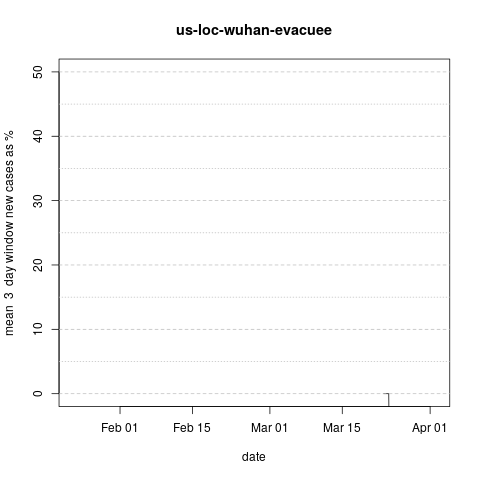 us-loc-wuhan-evacuee
mean 3 day window new cases as %
50
40
30
20
10
0
Feb 01
Feb 15
Mar 01
Mar 15
Apr 01
date